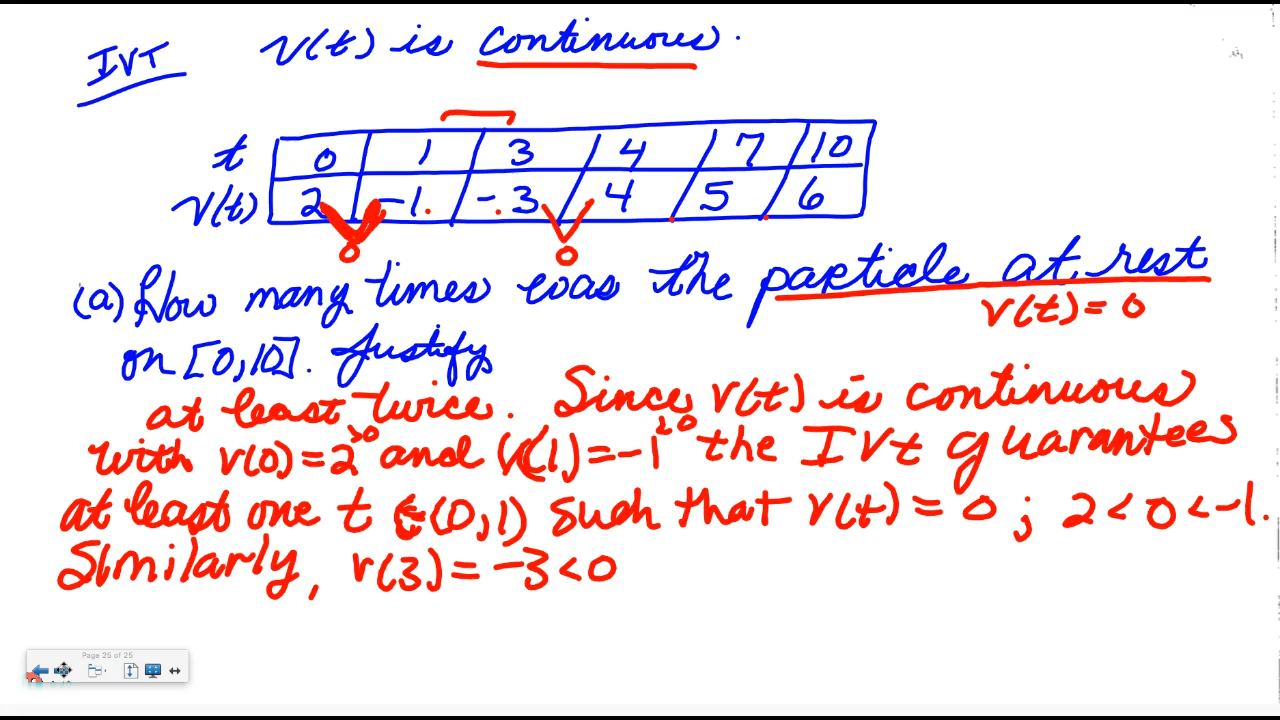 IVT v(t) is continuous.
t 0 1 3 4 7 10
v(t) 2 -1 -3 4 5 6
0 0
(a) How many times was the particle at rest
v(t) = 0
on [0,10]. Justify
at least twice. Since v(t) is continuous
with v(0) = 2 >0 and v(1) = -1 <0 the IVt guarantees
at least one t ∈ (0,1) such that v(t) = 0 ; 2 < 0 < -1.
Similarly, v(3) = -3 < 0
Page 25 of 25